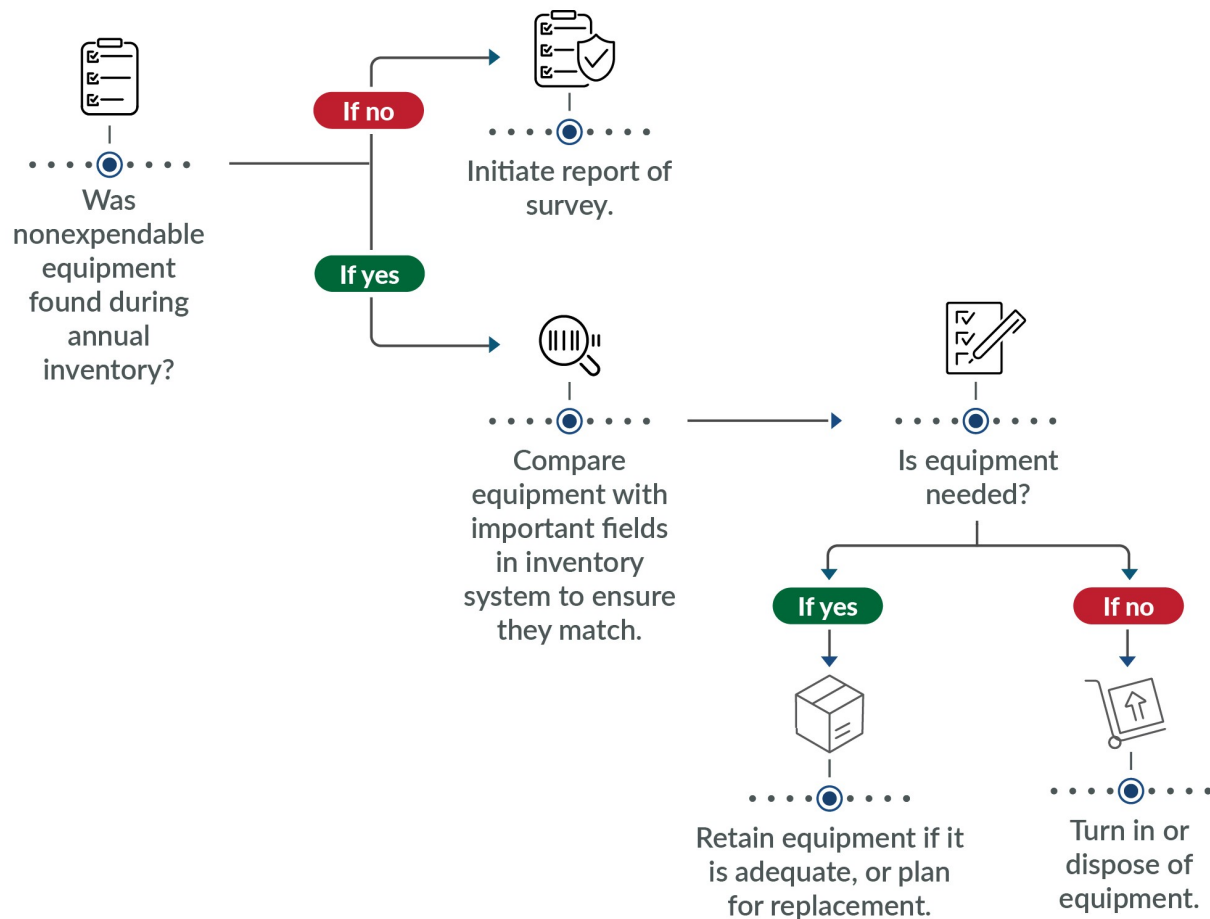 Was
nonexpendable
equipment
found during
annual
inventory?
If no
Initiate report of
survey.
If yes
Compare
equipment with
important fields
in inventory
system to ensure
they match.
Is equipment
needed?
If yes
Retain equipment if it
is adequate, or plan
for replacement.
If no
Turn in or
dispose of
equipment.